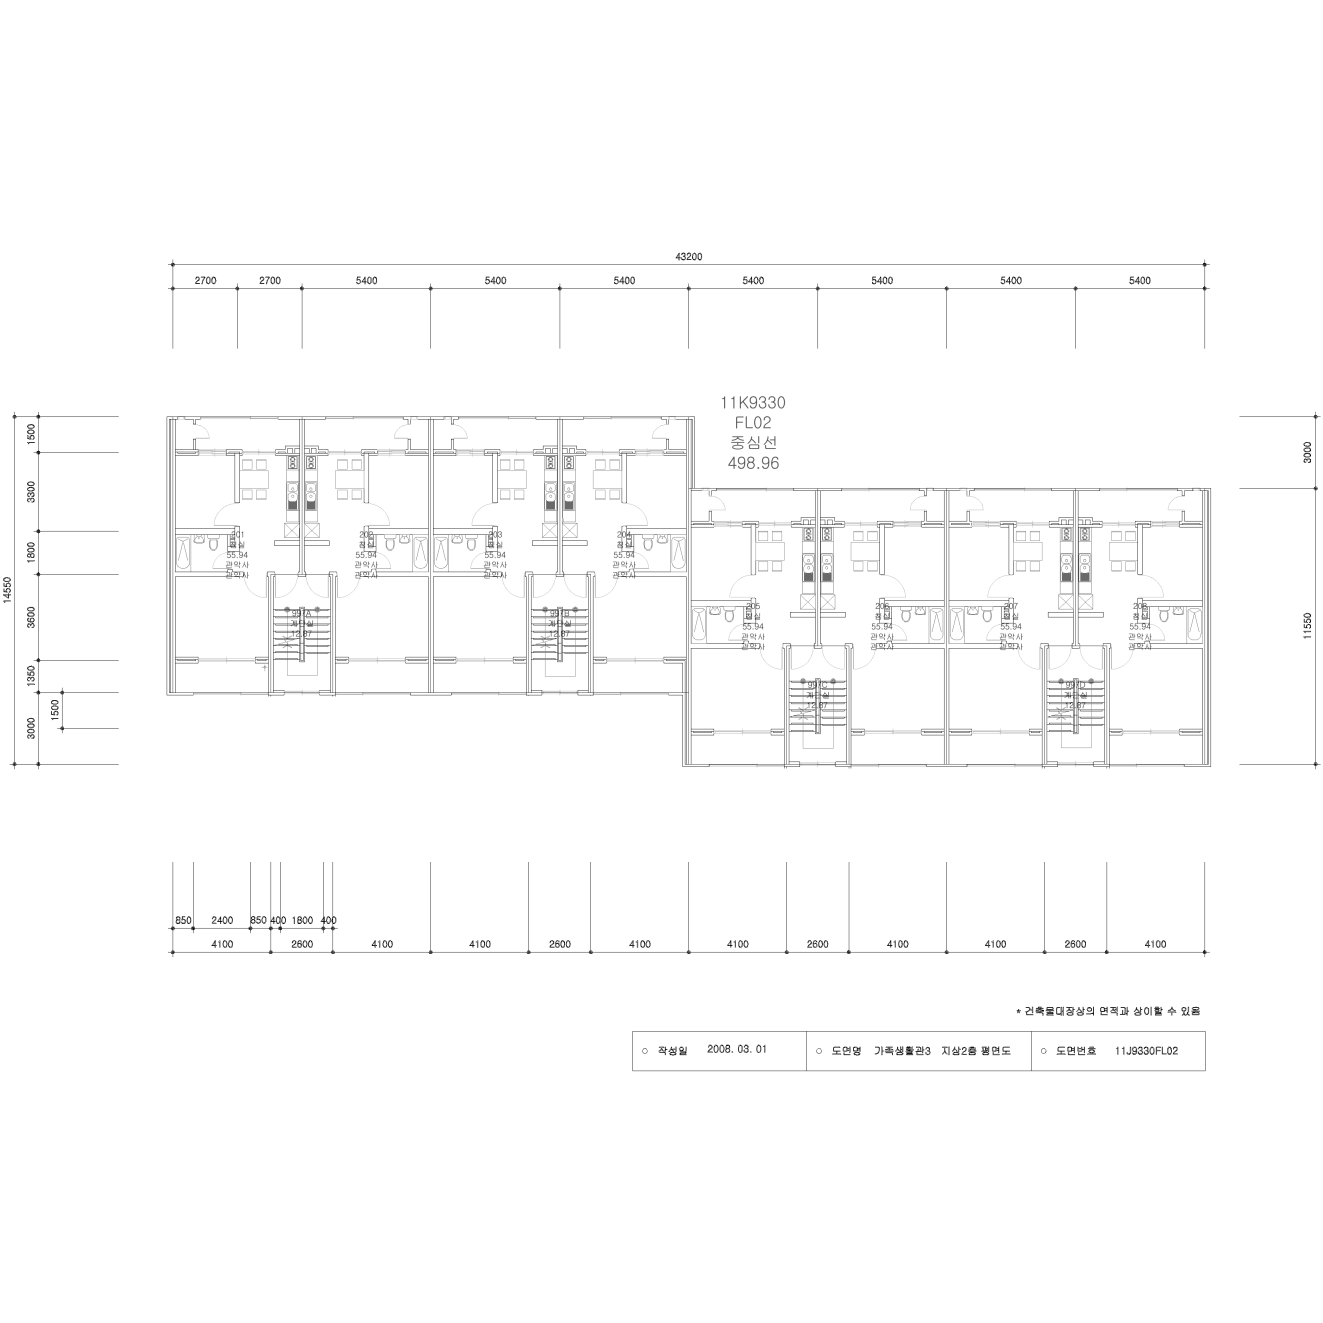 43200
2700 2700 5400 5400 5400 5400 5400 5400 5400
11K9330
FL02
중심선
498.96
1500
3300
1800
3600
1350
3000
1500
14550
3000
11550
201
침실
55.94
관악사
관악사
202
침실
55.94
관악사
관악사
203
침실
55.94
관악사
관악사
204
침실
55.94
관악사
관악사
997A
계단실
12.87
997B
계단실
12.87
205
침실
55.94
관악사
관악사
206
침실
55.94
관악사
관악사
207
침실
55.94
관악사
관악사
208
침실
55.94
관악사
관악사
997C
계단실
12.87
997D
계단실
12.87
850 2400 850 400 1800 400
4100 2600 4100 4100 2600 4100 4100 2600 4100 4100 2600 4100
* 건축물대장상의 면적과 상이할 수 있음
○ 작성일 2008. 03. 01 ○ 도면명 가족생활관3 지상2층 평면도 ○ 도면번호 11J9330FL02